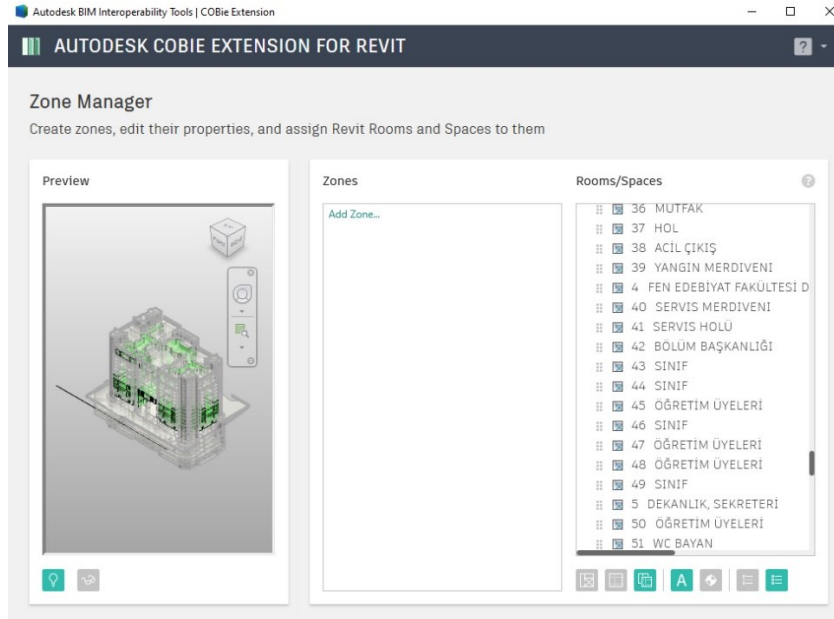 Autodesk BIM Interoperability Tools | COBie Extension
AUTODESK COBIE EXTENSION FOR REVIT
?
Zone Manager
Create zones, edit their properties, and assign Revit Rooms and Spaces to them
Preview
Zones
Add Zone...
Rooms/Spaces
?
36 MUTFAK
37 HOL
38 ACİL ÇIKIŞ
39 YANGIN MERDIVENI
4 FEN EDEBİYAT FAKÜLTESİ D
40 SERVIS MERDIVENI
41 SERVIS HOLÜ
42 BÖLÜM BAŞKANLIĞI
43 SINIF
44 SINIF
45 ÖĞRETİM ÜYELERİ
46 SINIF
47 ÖĞRETİM ÜYELERİ
48 ÖĞRETİM ÜYELERİ
49 SINIF
5 DEKANLIK, SEKRETERİ
50 ÖĞRETİM ÜYELERİ
51 WC BAYAN
A